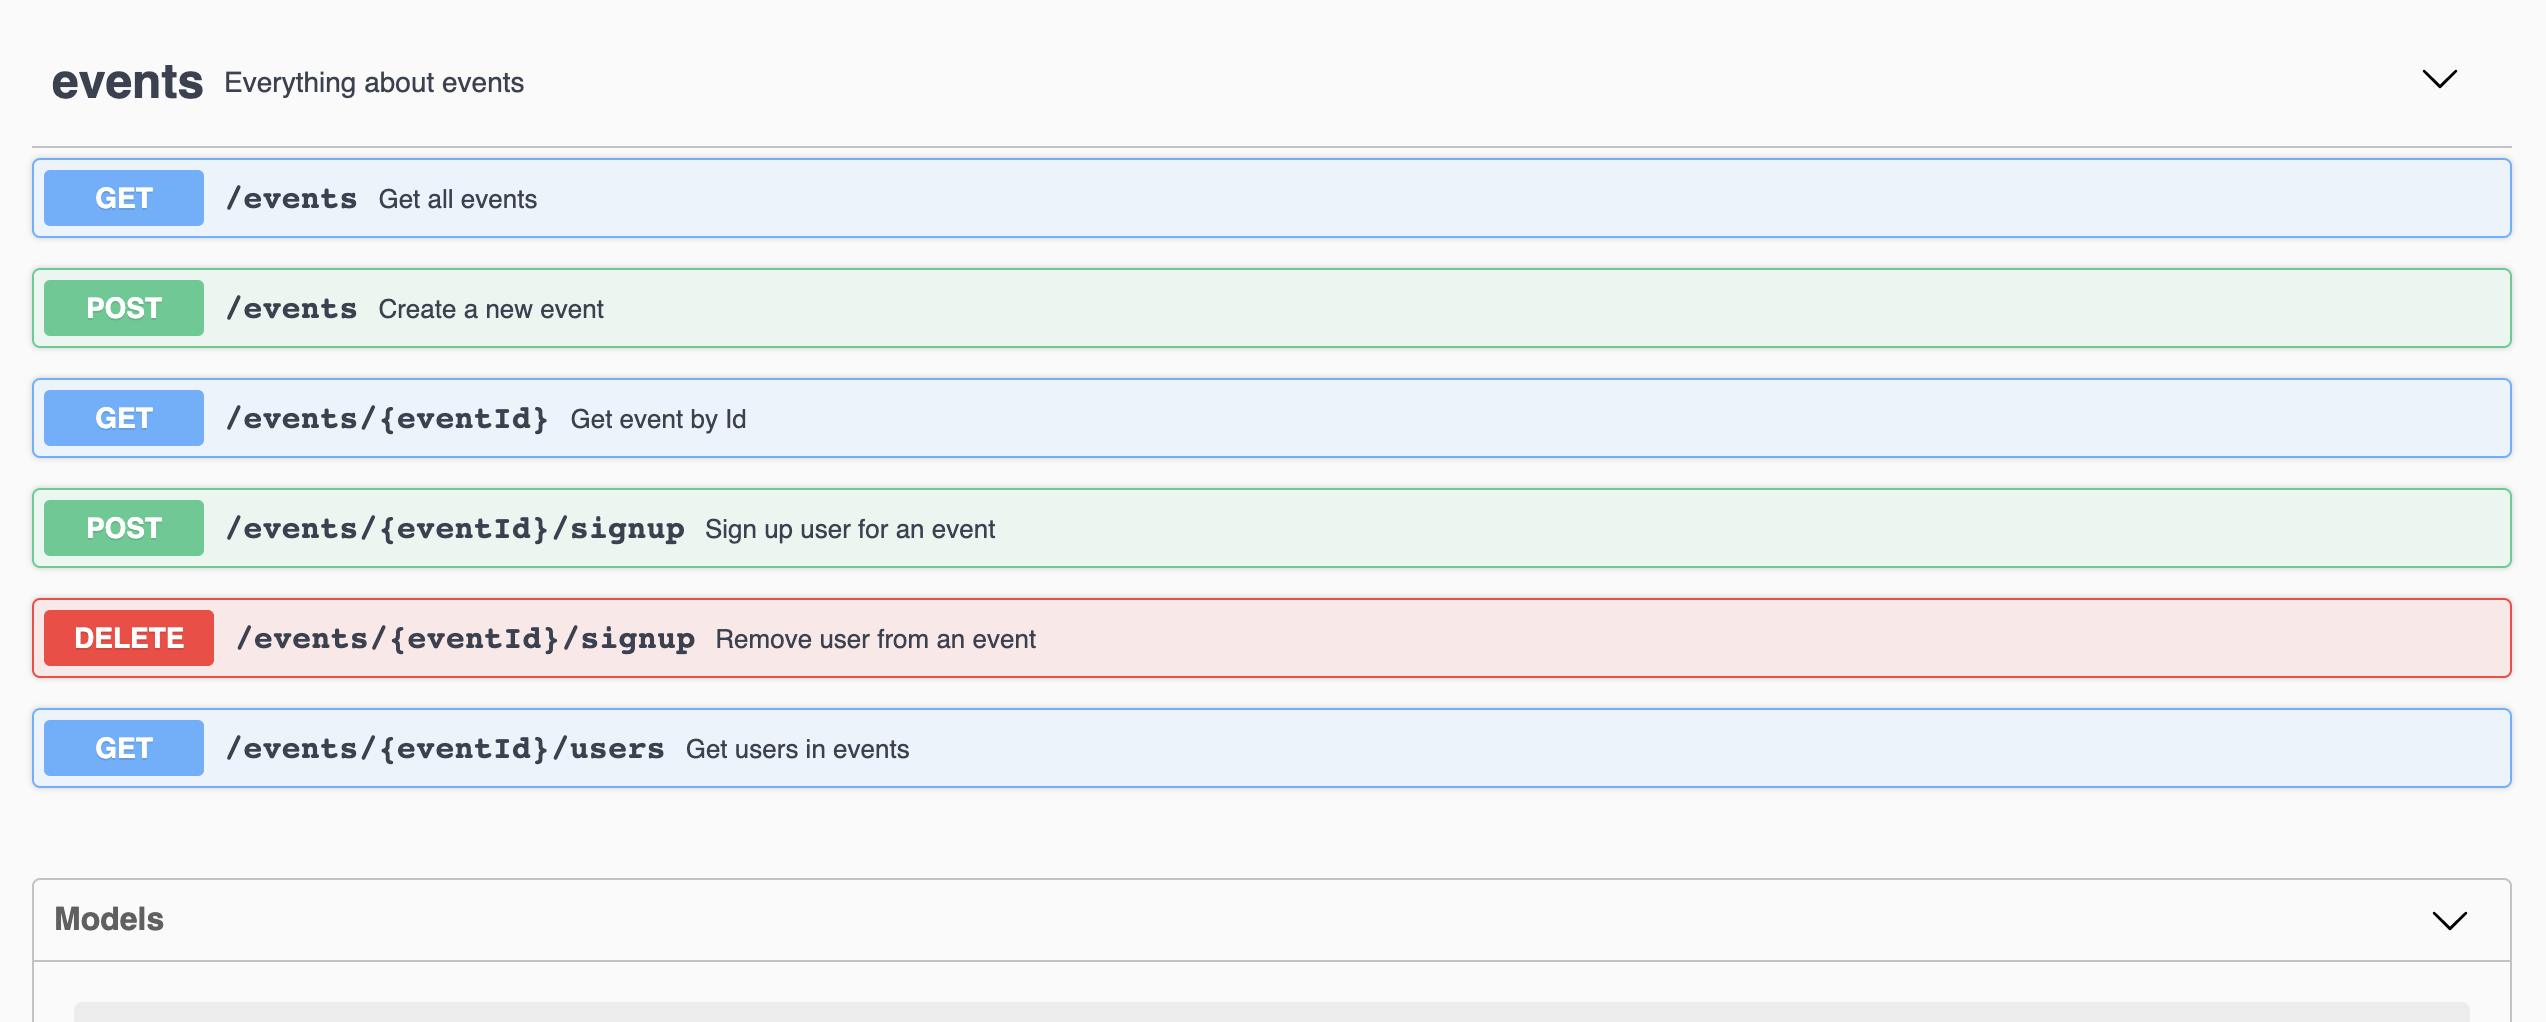 events Everything about events
GET /events Get all events
POST /events Create a new event
GET /events/{eventId} Get event by Id
POST /events/{eventId}/signup Sign up user for an event
DELETE /events/{eventId}/signup Remove user from an event
GET /events/{eventId}/users Get users in events
Models